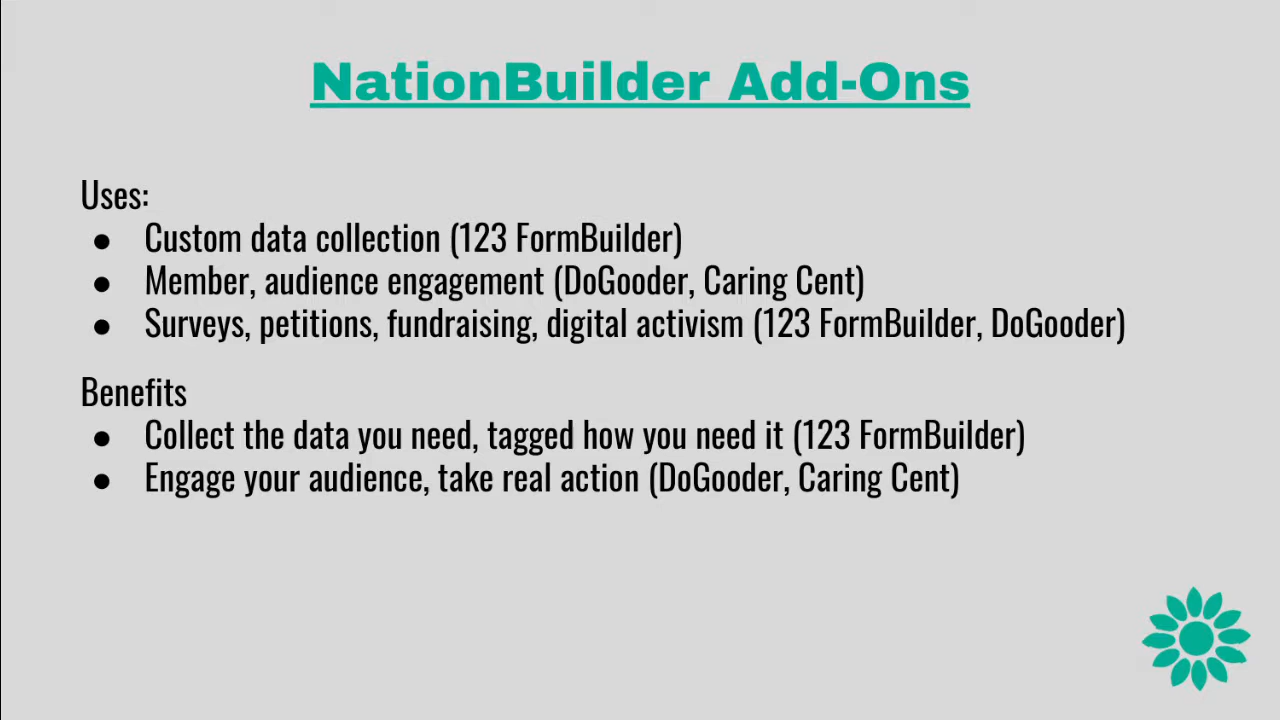 NationBuilder Add-Ons
Uses:
● Custom data collection (123 FormBuilder)
● Member, audience engagement (DoGooder, Caring Cent)
● Surveys, petitions, fundraising, digital activism (123 FormBuilder, DoGooder)
Benefits
● Collect the data you need, tagged how you need it (123 FormBuilder)
● Engage your audience, take real action (DoGooder, Caring Cent)